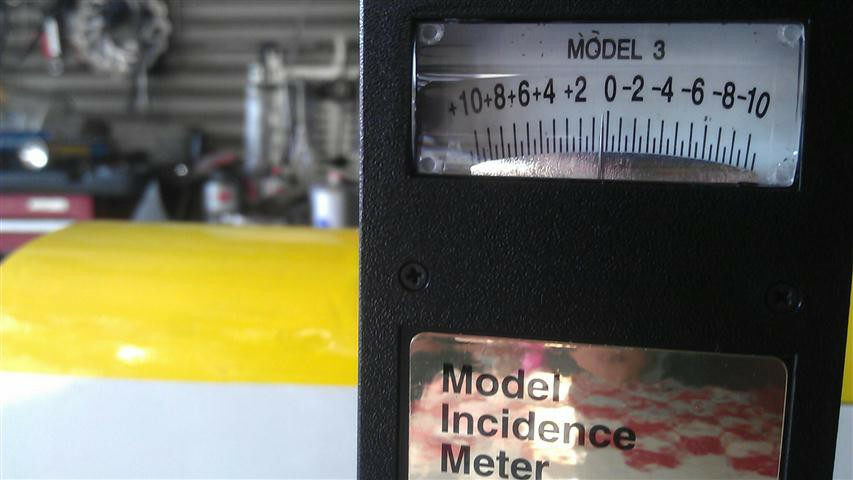 MODEL 3
+10+8+6+4 +2 0-2-4-6-8-10
Model
Incidence
Meter